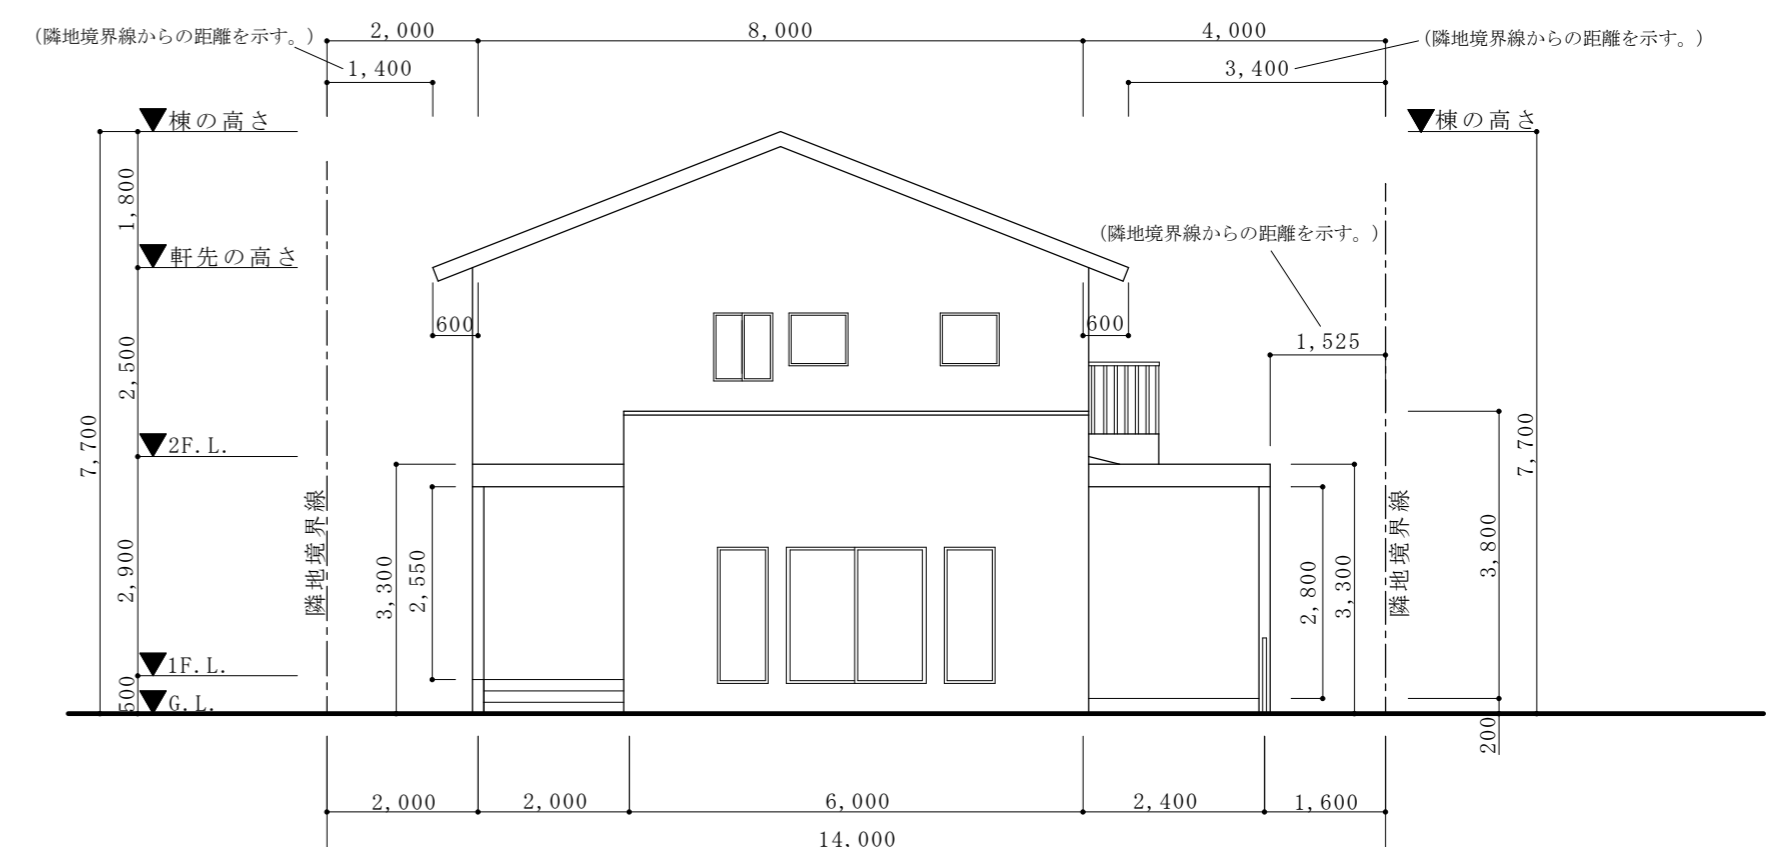 2,000
8,000
4,000
(隣地境界線からの距離を示す。)
(隣地境界線からの距離を示す。)
1,400
3,400
棟の高さ
棟の高さ
1,800
(隣地境界線からの距離を示す。)
軒先の高さ
600
600
1,525
2,500
7,700
7,700
2F.L.
隣地境界線
隣地境界線
3,800
2,900
3,300
2,550
2,800
3,300
1F.L.
500
G.L.
200
2,000
2,000
6,000
2,400
1,600
14,000